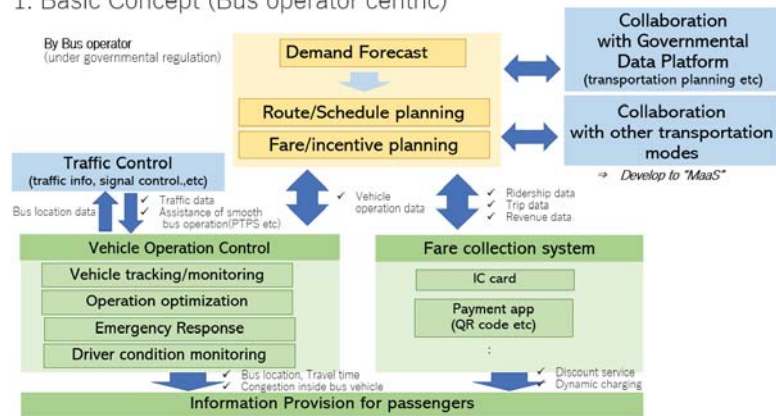 1. Basic Concept (Bus operator centric)
By Bus operator
(under governmental regulation)
Demand Forecast
Route/Schedule planning
Fare/incentive planning
Collaboration
with Governmental
Data Platform
(transportation planning etc)
Collaboration
with other transportation
modes
⇒ Develop to "MaaS"
Traffic Control
(traffic info, signal control.,etc)
Bus location data
✓ Traffic data
✓ Assistance of smooth
bus operation(PTPS etc)
✓ Vehicle
operation data
✓ Ridership data
✓ Trip data
✓ Revenue data
Vehicle Operation Control
Vehicle tracking/monitoring
Operation optimization
Emergency Response
Driver condition monitoring
Fare collection system
IC card
Payment app
(QR code etc)
:
✓ Bus location, Travel time
✓ Congestion inside bus vehicle
✓ Discount service
✓ Dynamic charging
Information Provision for passengers